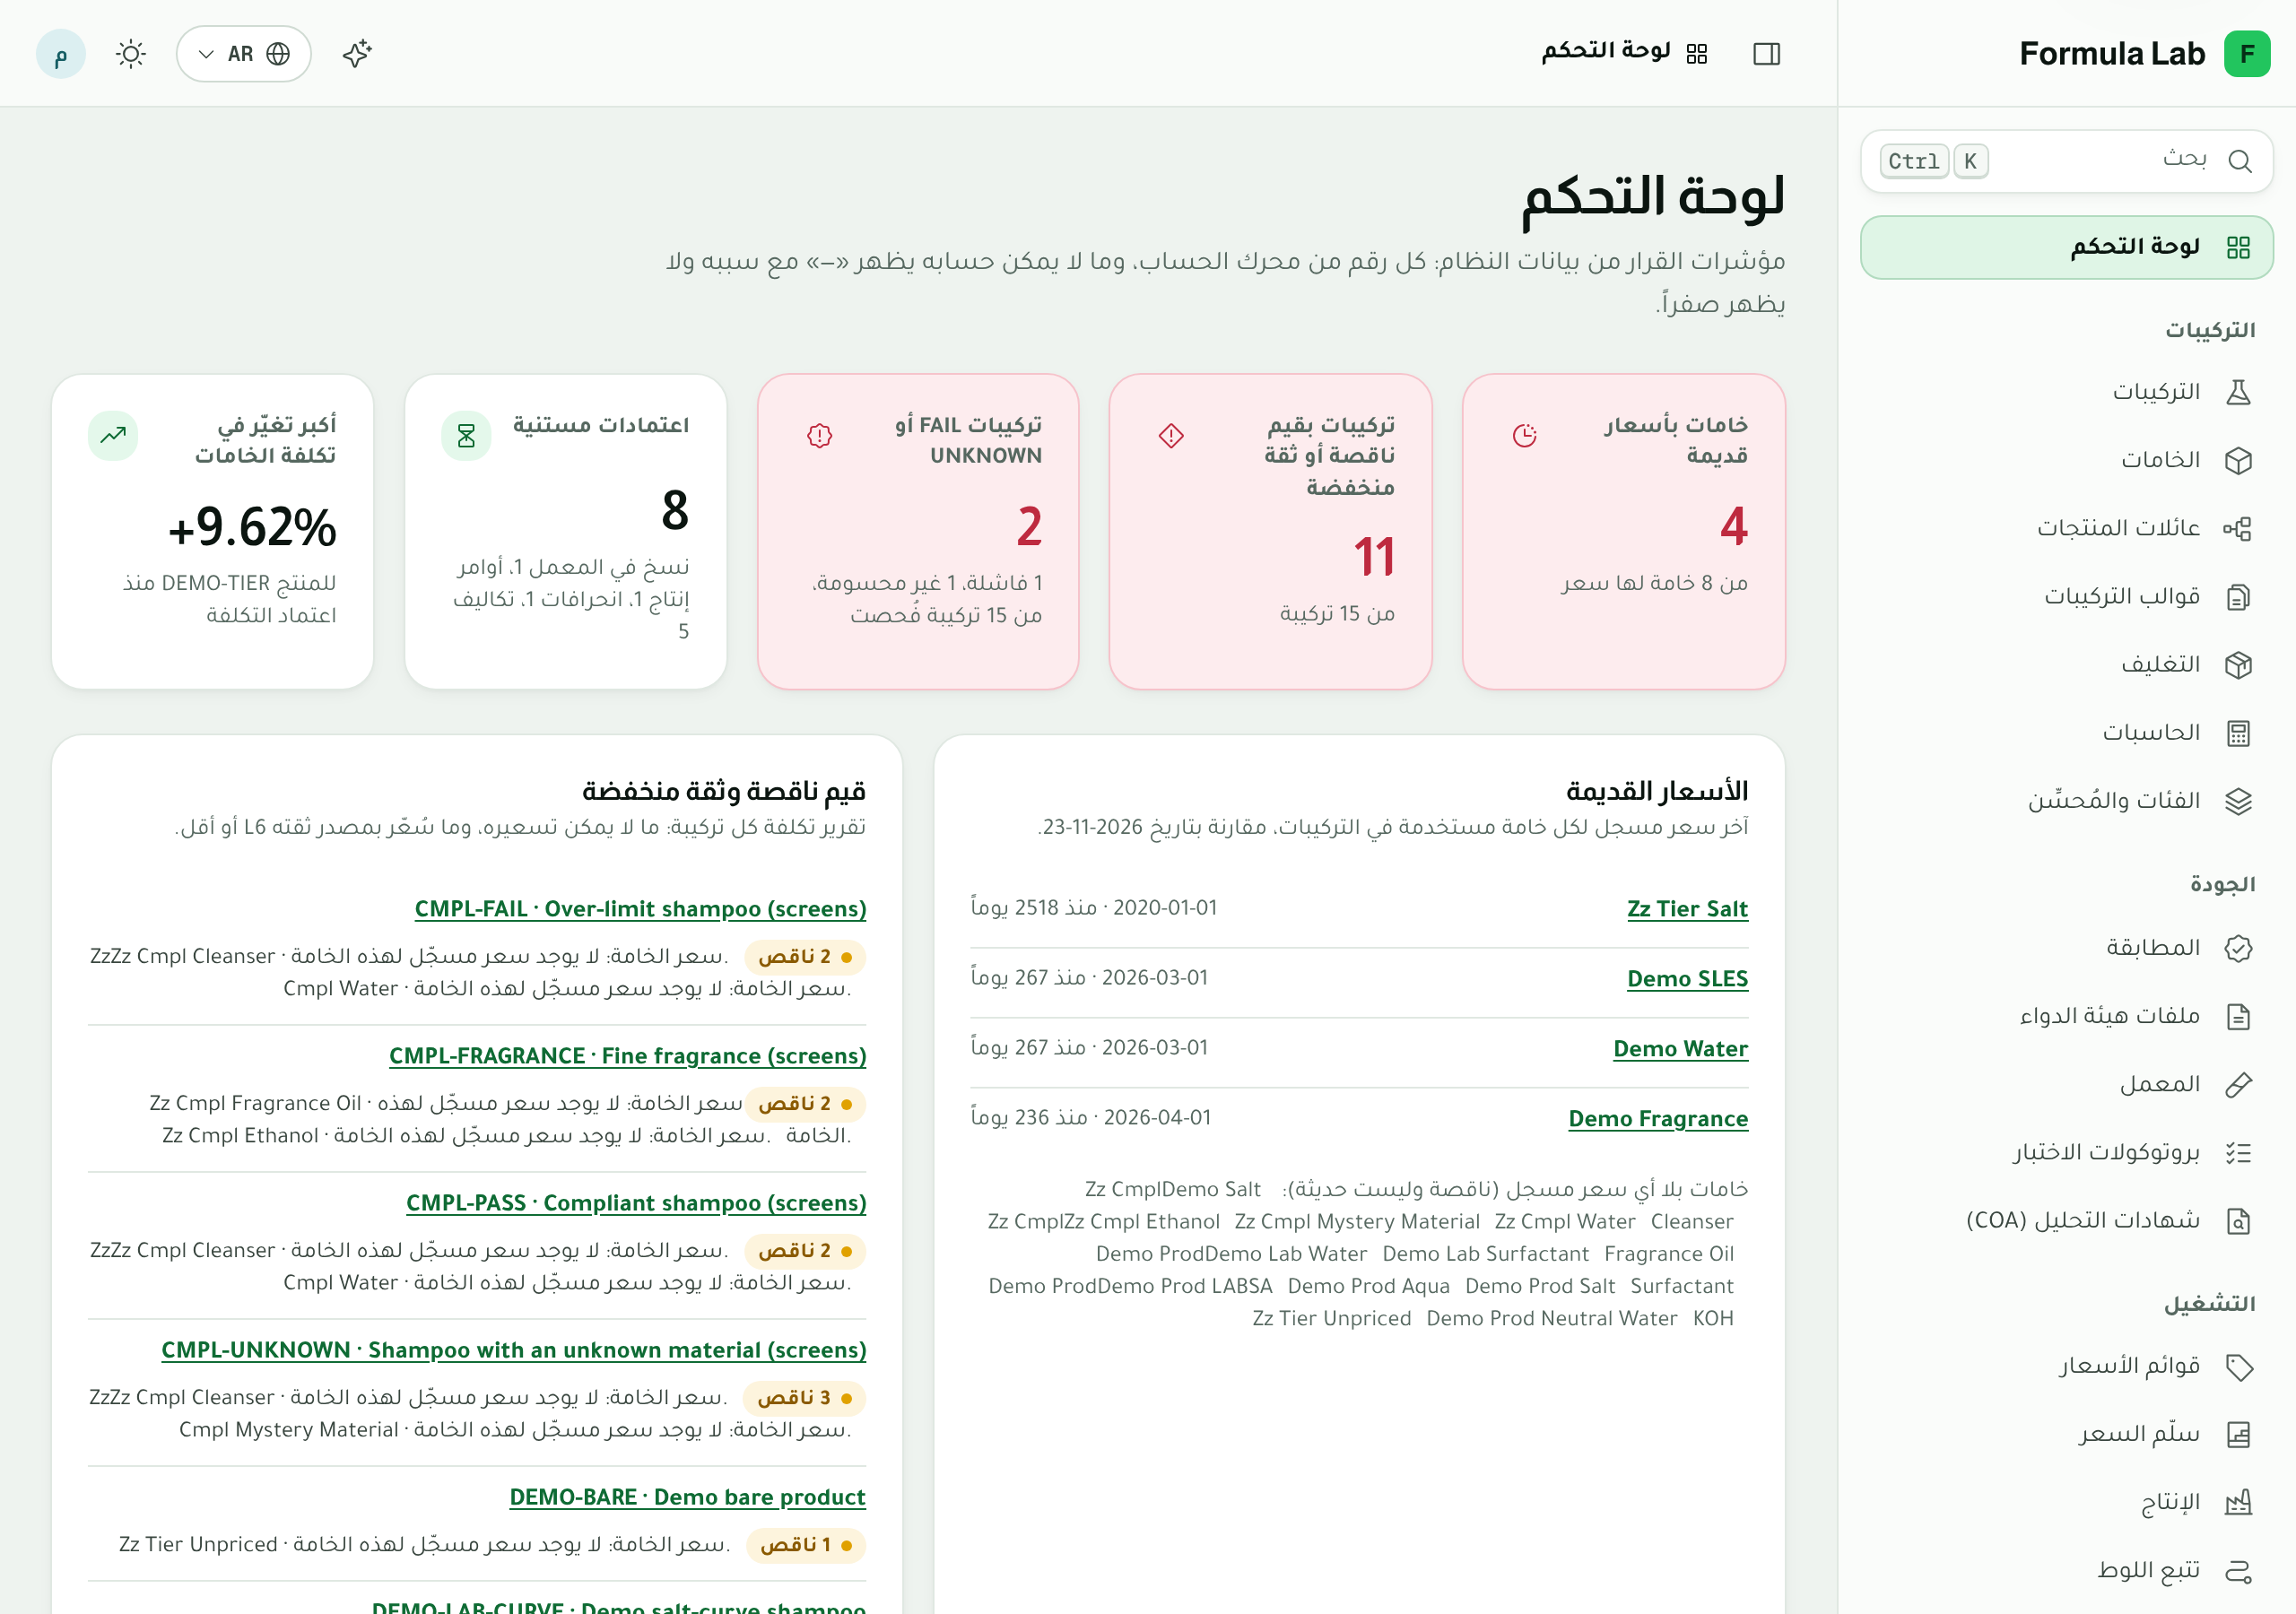 Formula Lab
F
لوحة التحكم
AR
م
بحث
Ctrl K
لوحة التحكم
التركيبات
التركيبات
الخامات
عائلات المنتجات
قوالب التركيبات
التغليف
الحاسبات
الفئات والمُحسِّن
الجودة
المطابقة
ملفات هيئة الدواء
المعمل
بروتوكولات الاختبار
شهادات التحليل (COA)
التشغيل
قوائم الأسعار
سلّم السعر
الإنتاج
تتبع اللوط
لوحة التحكم
مؤشرات القرار من بيانات النظام: كل رقم من محرك الحساب، وما لا يمكن حسابه يظهر «—» مع سببه ولا
يظهر صفراً.
خامات بأسعار
قديمة
4
من 8 خامة لها سعر
تركيبات بقيم
ناقصة أو ثقة
منخفضة
11
من 15 تركيبة
تركيبات FAIL أو
UNKNOWN
2
1 فاشلة، 1 غير محسومة،
من 15 تركيبة فُحصت
اعتمادات مستنية
8
نسخ في المعمل 1، أوامر
إنتاج 1، انحرافات 1، تكاليف
5
أكبر تغيّر في
تكلفة الخامات
+9.62%
للمنتج DEMO-TIER منذ
اعتماد التكلفة
الأسعار القديمة
آخر سعر مسجل لكل خامة مستخدمة في التركيبات، مقارنة بتاريخ 2026-11-23.
Zz Tier Salt
2020-01-01 · منذ 2518 يوماً
Demo SLES
2026-03-01 · منذ 267 يوماً
Demo Water
2026-03-01 · منذ 267 يوماً
Demo Fragrance
2026-04-01 · منذ 236 يوماً
خامات بلا أي سعر مسجل (ناقصة وليست حديثة): Zz CmplDemo Salt
Zz CmplZz Cmpl Ethanol Zz Cmpl Mystery Material Zz Cmpl Water Cleanser
Demo ProdDemo Lab Water Demo Lab Surfactant Fragrance Oil
Demo ProdDemo Prod LABSA Demo Prod Aqua Demo Prod Salt Surfactant
Zz Tier Unpriced Demo Prod Neutral Water KOH
قيم ناقصة وثقة منخفضة
تقرير تكلفة كل تركيبة: ما لا يمكن تسعيره، وما سُعّر بمصدر ثقته L6 أو أقل.
CMPL-FAIL · Over-limit shampoo (screens)
2 ناقص
ZzZz Cmpl Cleanser · سعر الخامة: لا يوجد سعر مسجّل لهذه الخامة.
Cmpl Water · سعر الخامة: لا يوجد سعر مسجّل لهذه الخامة.
CMPL-FRAGRANCE · Fine fragrance (screens)
2 ناقص
Zz Cmpl Fragrance Oil · سعر الخامة: لا يوجد سعر مسجّل لهذه
الخامة. Zz Cmpl Ethanol · سعر الخامة: لا يوجد سعر مسجّل لهذه الخامة.
CMPL-PASS · Compliant shampoo (screens)
2 ناقص
ZzZz Cmpl Cleanser · سعر الخامة: لا يوجد سعر مسجّل لهذه الخامة.
Cmpl Water · سعر الخامة: لا يوجد سعر مسجّل لهذه الخامة.
CMPL-UNKNOWN · Shampoo with an unknown material (screens)
3 ناقص
ZzZz Cmpl Cleanser · سعر الخامة: لا يوجد سعر مسجّل لهذه الخامة.
Cmpl Mystery Material · سعر الخامة: لا يوجد سعر مسجّل لهذه الخامة.
DEMO-BARE · Demo bare product
1 ناقص
Zz Tier Unpriced · سعر الخامة: لا يوجد سعر مسجّل لهذه الخامة.
DEMO-LAB-CURVE · Demo salt-curve shampoo